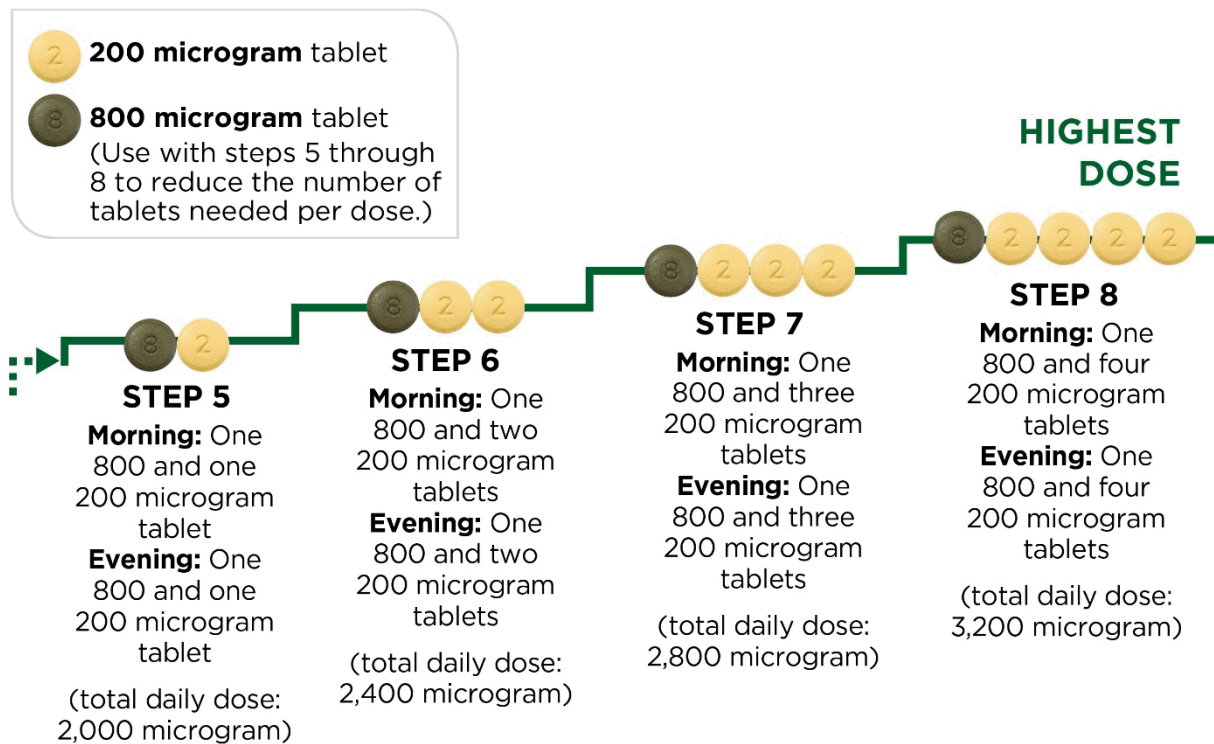 200 microgram tablet
800 microgram tablet
(Use with steps 5 through
8 to reduce the number of
tablets needed per dose.)
HIGHEST
DOSE
8 2
STEP 5
Morning: One
800 and one
200 microgram
tablet
Evening: One
800 and one
200 microgram
tablet
(total daily dose:
2,000 microgram)
8 2 2
STEP 6
Morning: One
800 and two
200 microgram
tablets
Evening: One
800 and two
200 microgram
tablets
(total daily dose:
2,400 microgram)
8 2 2 2
STEP 7
Morning: One
800 and three
200 microgram
tablets
Evening: One
800 and three
200 microgram
tablets
(total daily dose:
2,800 microgram)
8 2 2 2 2
STEP 8
Morning: One
800 and four
200 microgram
tablets
Evening: One
800 and four
200 microgram
tablets
(total daily dose:
3,200 microgram)